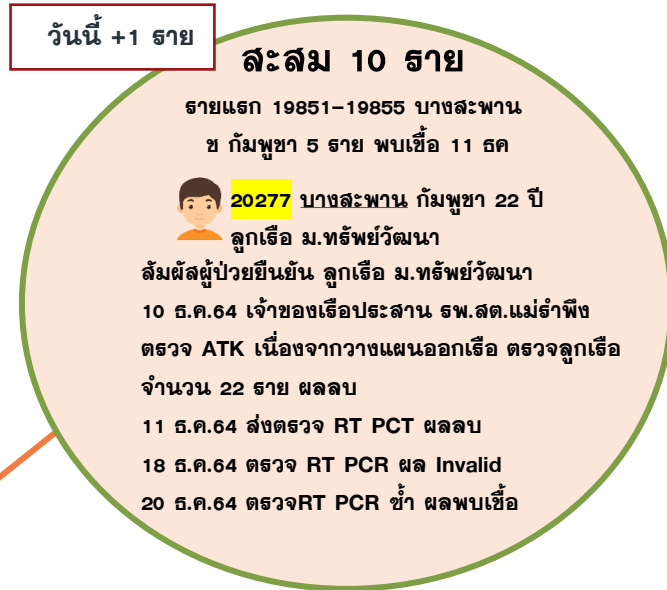 วันนี้ +1 ราย
สะสม 10 ราย
รายแรก 19851-19855 บางสะพาน
ช กัมพูชา 5 ราย พบเชื้อ 11 ธค
20277 บางสะพาน กัมพูชา 22 ปี
ลูกเรือ ม.ทรัพย์วัฒนา
สัมผัสผู้ป่วยยืนยัน ลูกเรือ ม.ทรัพย์วัฒนา
10 ธ.ค.64 เจ้าของเรือประสาน รพ.สต.แม่รำพึง
ตรวจ ATK เนื่องจากวางแผนออกเรือ ตรวจลูกเรือ
จำนวน 22 ราย ผลลบ
11 ธ.ค.64 ส่งตรวจ RT PCT ผลลบ
18 ธ.ค.64 ตรวจ RT PCR ผล Invalid
20 ธ.ค.64 ตรวจRT PCR ซ้ำ ผลพบเชื้อ